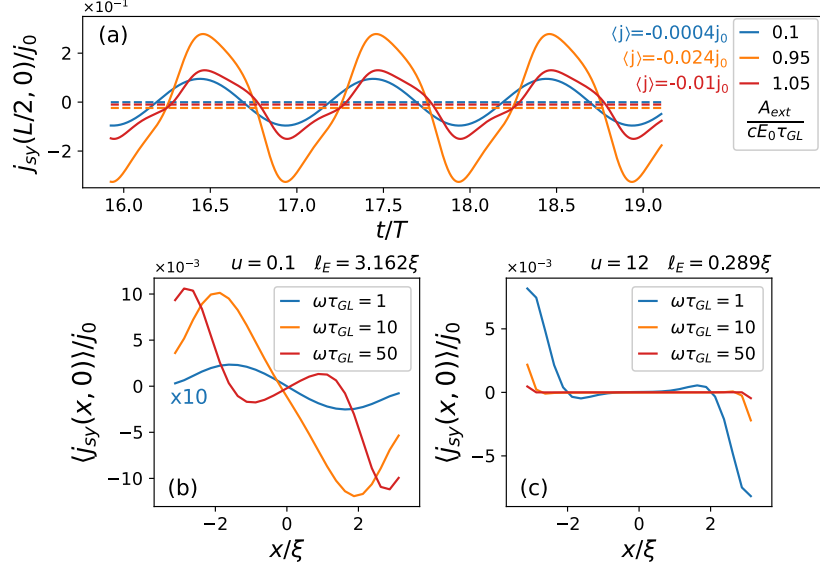 ×10⁻¹
(a)
⟨j⟩=-0.0004j₀
⟨j⟩=-0.024j₀
⟨j⟩=-0.01j₀
0.1
0.95
1.05
A_ext
cE₀τ_GL
j_sy(L/2, 0)/j₀
2
0
−2
16.0 16.5 17.0 17.5 18.0 18.5 19.0
t/T
×10⁻³ u = 0.1 ℓ_E = 3.162ξ
ωτ_GL = 1
ωτ_GL = 10
ωτ_GL = 50
x10
(b)
⟨j_sy(x, 0)⟩/j₀
10
5
0
−5
−10
−2 0 2
x/ξ
×10⁻³ u = 12 ℓ_E = 0.289ξ
ωτ_GL = 1
ωτ_GL = 10
ωτ_GL = 50
(c)
⟨j_sy(x, 0)⟩/j₀
5
0
−5
−2 0 2
x/ξ